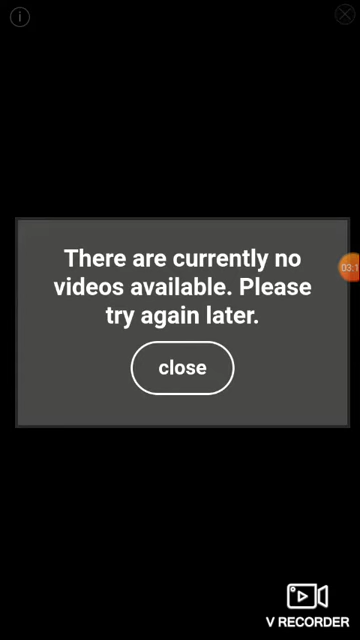 There are currently no
videos available. Please
try again later.
close
V RECORDER